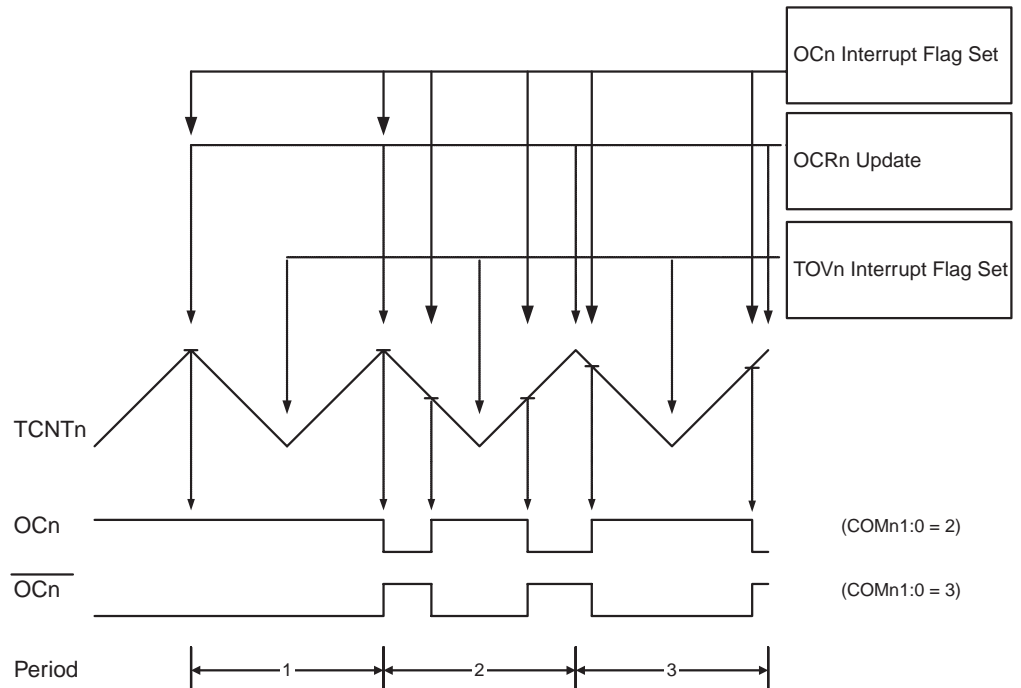 OCn Interrupt Flag Set
OCRn Update
TOVn Interrupt Flag Set
TCNTn
OCn
(COMn1:0 = 2)
OCn
(COMn1:0 = 3)
Period
1
2
3